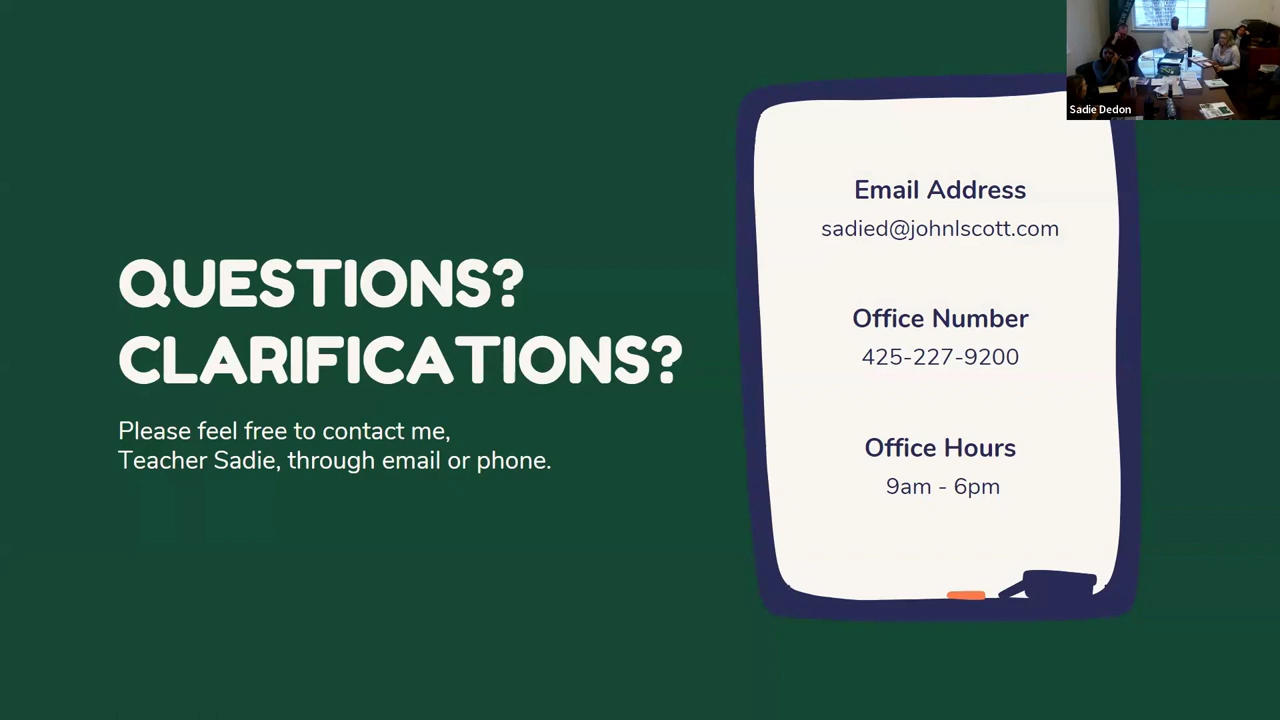 QUESTIONS?
CLARIFICATIONS?
Please feel free to contact me,
Teacher Sadie, through email or phone.
Email Address
sadied@johnlscott.com
Office Number
425-227-9200
Office Hours
9am - 6pm
Sadie Dedon